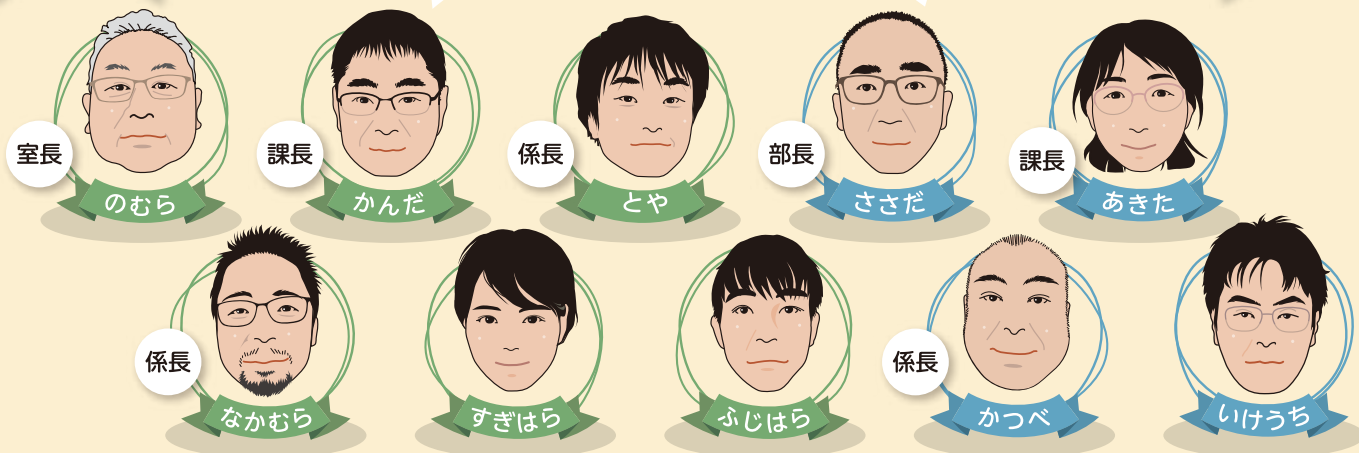 室長
のむら
課長
かんだ
係長
とや
部長
ささだ
課長
あきた
係長
なかむら
すぎはら
ふじはら
係長
かつべ
いけうち